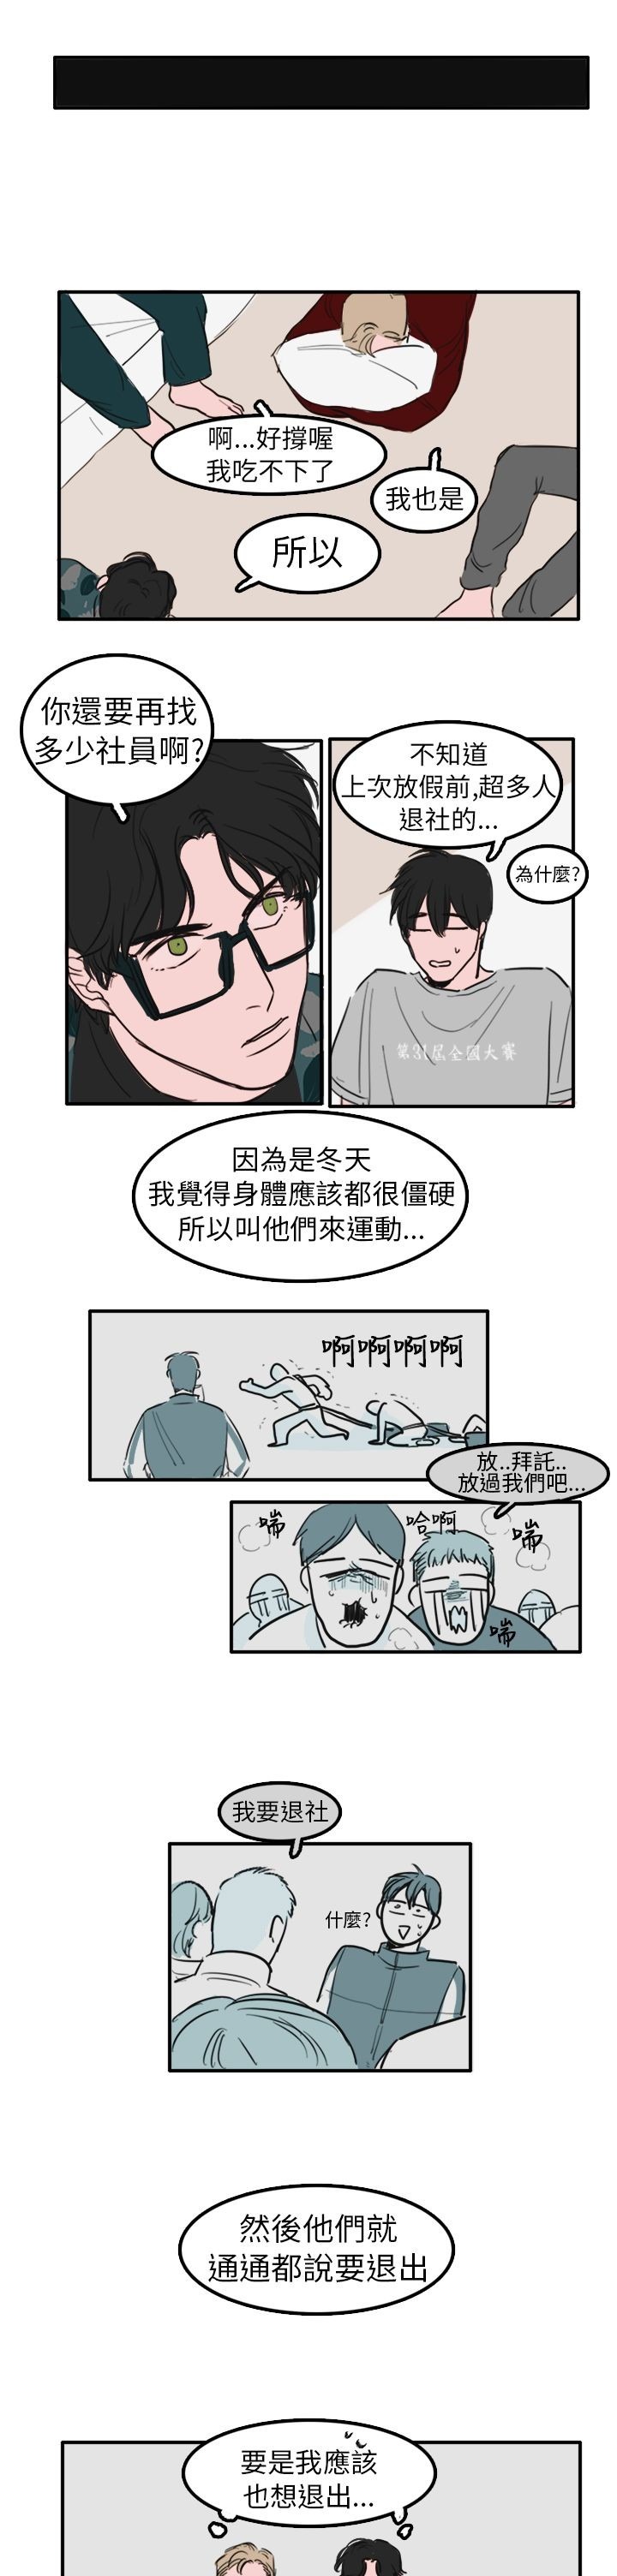 啊...好撐喔
我吃不下了
我也是
所以
你還要再找
多少社員啊?
不知道
上次放假前,超多人
退社的...
為什麼?
第31屆全國大賽
因為是冬天
我覺得身體應該都很僵硬
所以叫他們來運動...
啊啊啊啊
放..拜託..
放過我們吧...
喘
哈啊
喘
喘
我要退社
什麼?
然後他們就
通通都說要退出
要是我應該
也想退出...